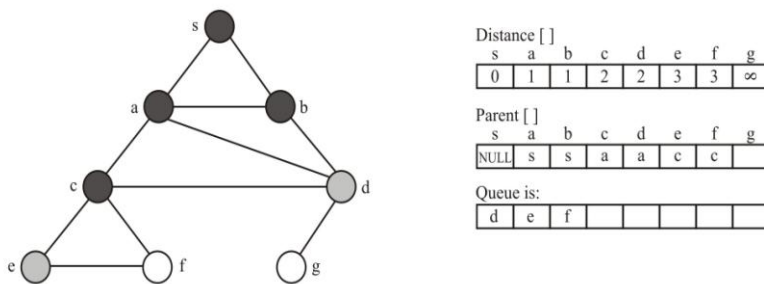 s
a
b
c
d
e
f
g
Distance [ ]
s a b c d e f g
0 1 1 2 2 3 3 ∞
Parent [ ]
s a b c d e f g
NULL s s a a c c
Queue is:
d e f